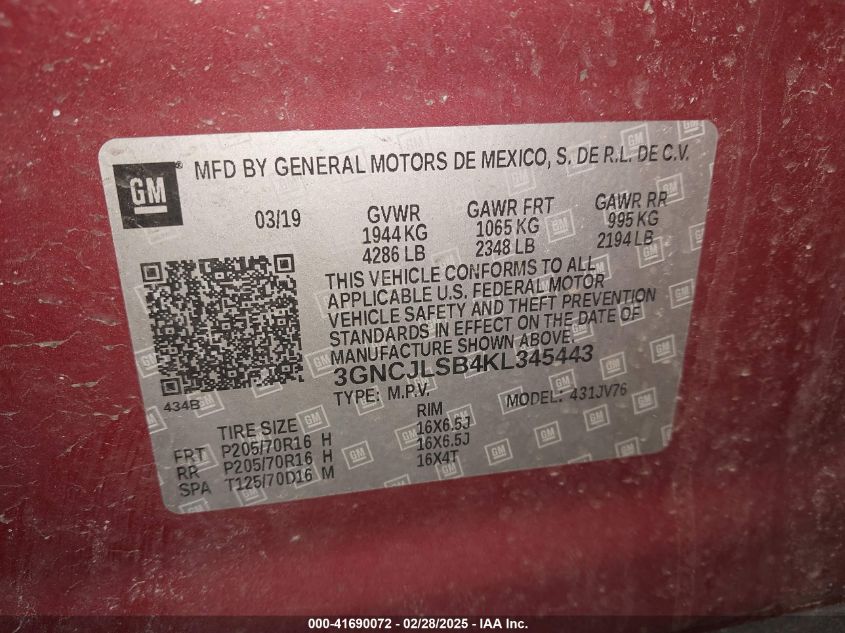 GM
MFD BY GENERAL MOTORS DE MEXICO, S. DE R.L. DE C.V.
03/19 GVWR GAWR FRT GAWR RR
1944 KG 1065 KG 995 KG
4286 LB 2348 LB 2194 LB
THIS VEHICLE CONFORMS TO ALL
APPLICABLE U.S. FEDERAL MOTOR
VEHICLE SAFETY AND THEFT PREVENTION
STANDARDS IN EFFECT ON THE DATE OF
MANUFACTURE SHOWN ABOVE.
3GNCJLSB4KL345443
434B
TYPE: M.P.V. MODEL: 431JV76
TIRE SIZE RIM
FRT P205/70R16 H 16X6.5J
RR P205/70R16 H 16X6.5J
SPA T125/70D16 M 16X4T
000-41690072 - 02/28/2025 - IAA, Inc.